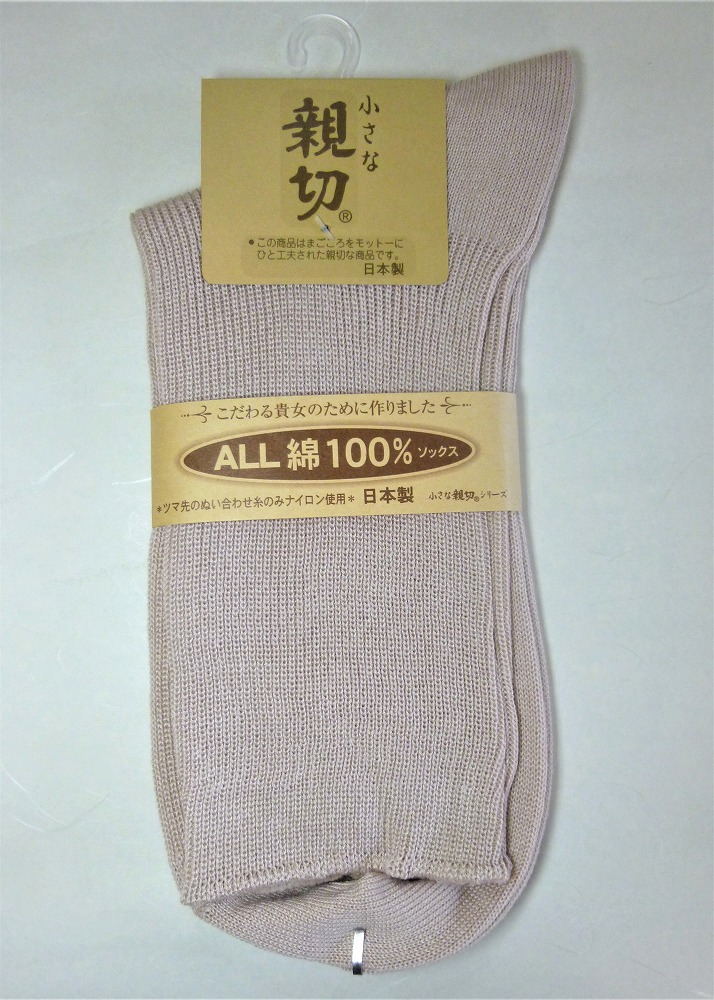 小さな
親切®
●この商品はまごころをモットーに
ひと工夫された親切な商品です。
日本製
こだわる貴女のために作りました
ALL 綿 100% ソックス
*ツマ先のぬい合わせ糸のみナイロン使用* 日本製 小さな親切®シリーズ